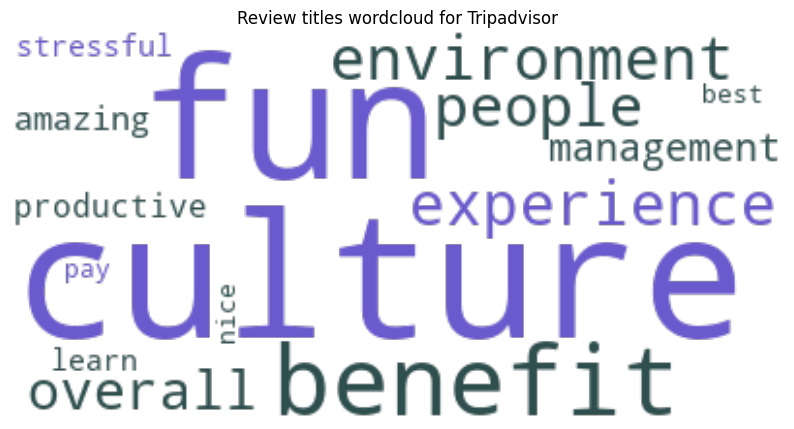 Review titles wordcloud for Tripadvisor
stressful
environment
fun
people
best
amazing
management
productive
experience
culture
pay
nice
learn
overall
benefit